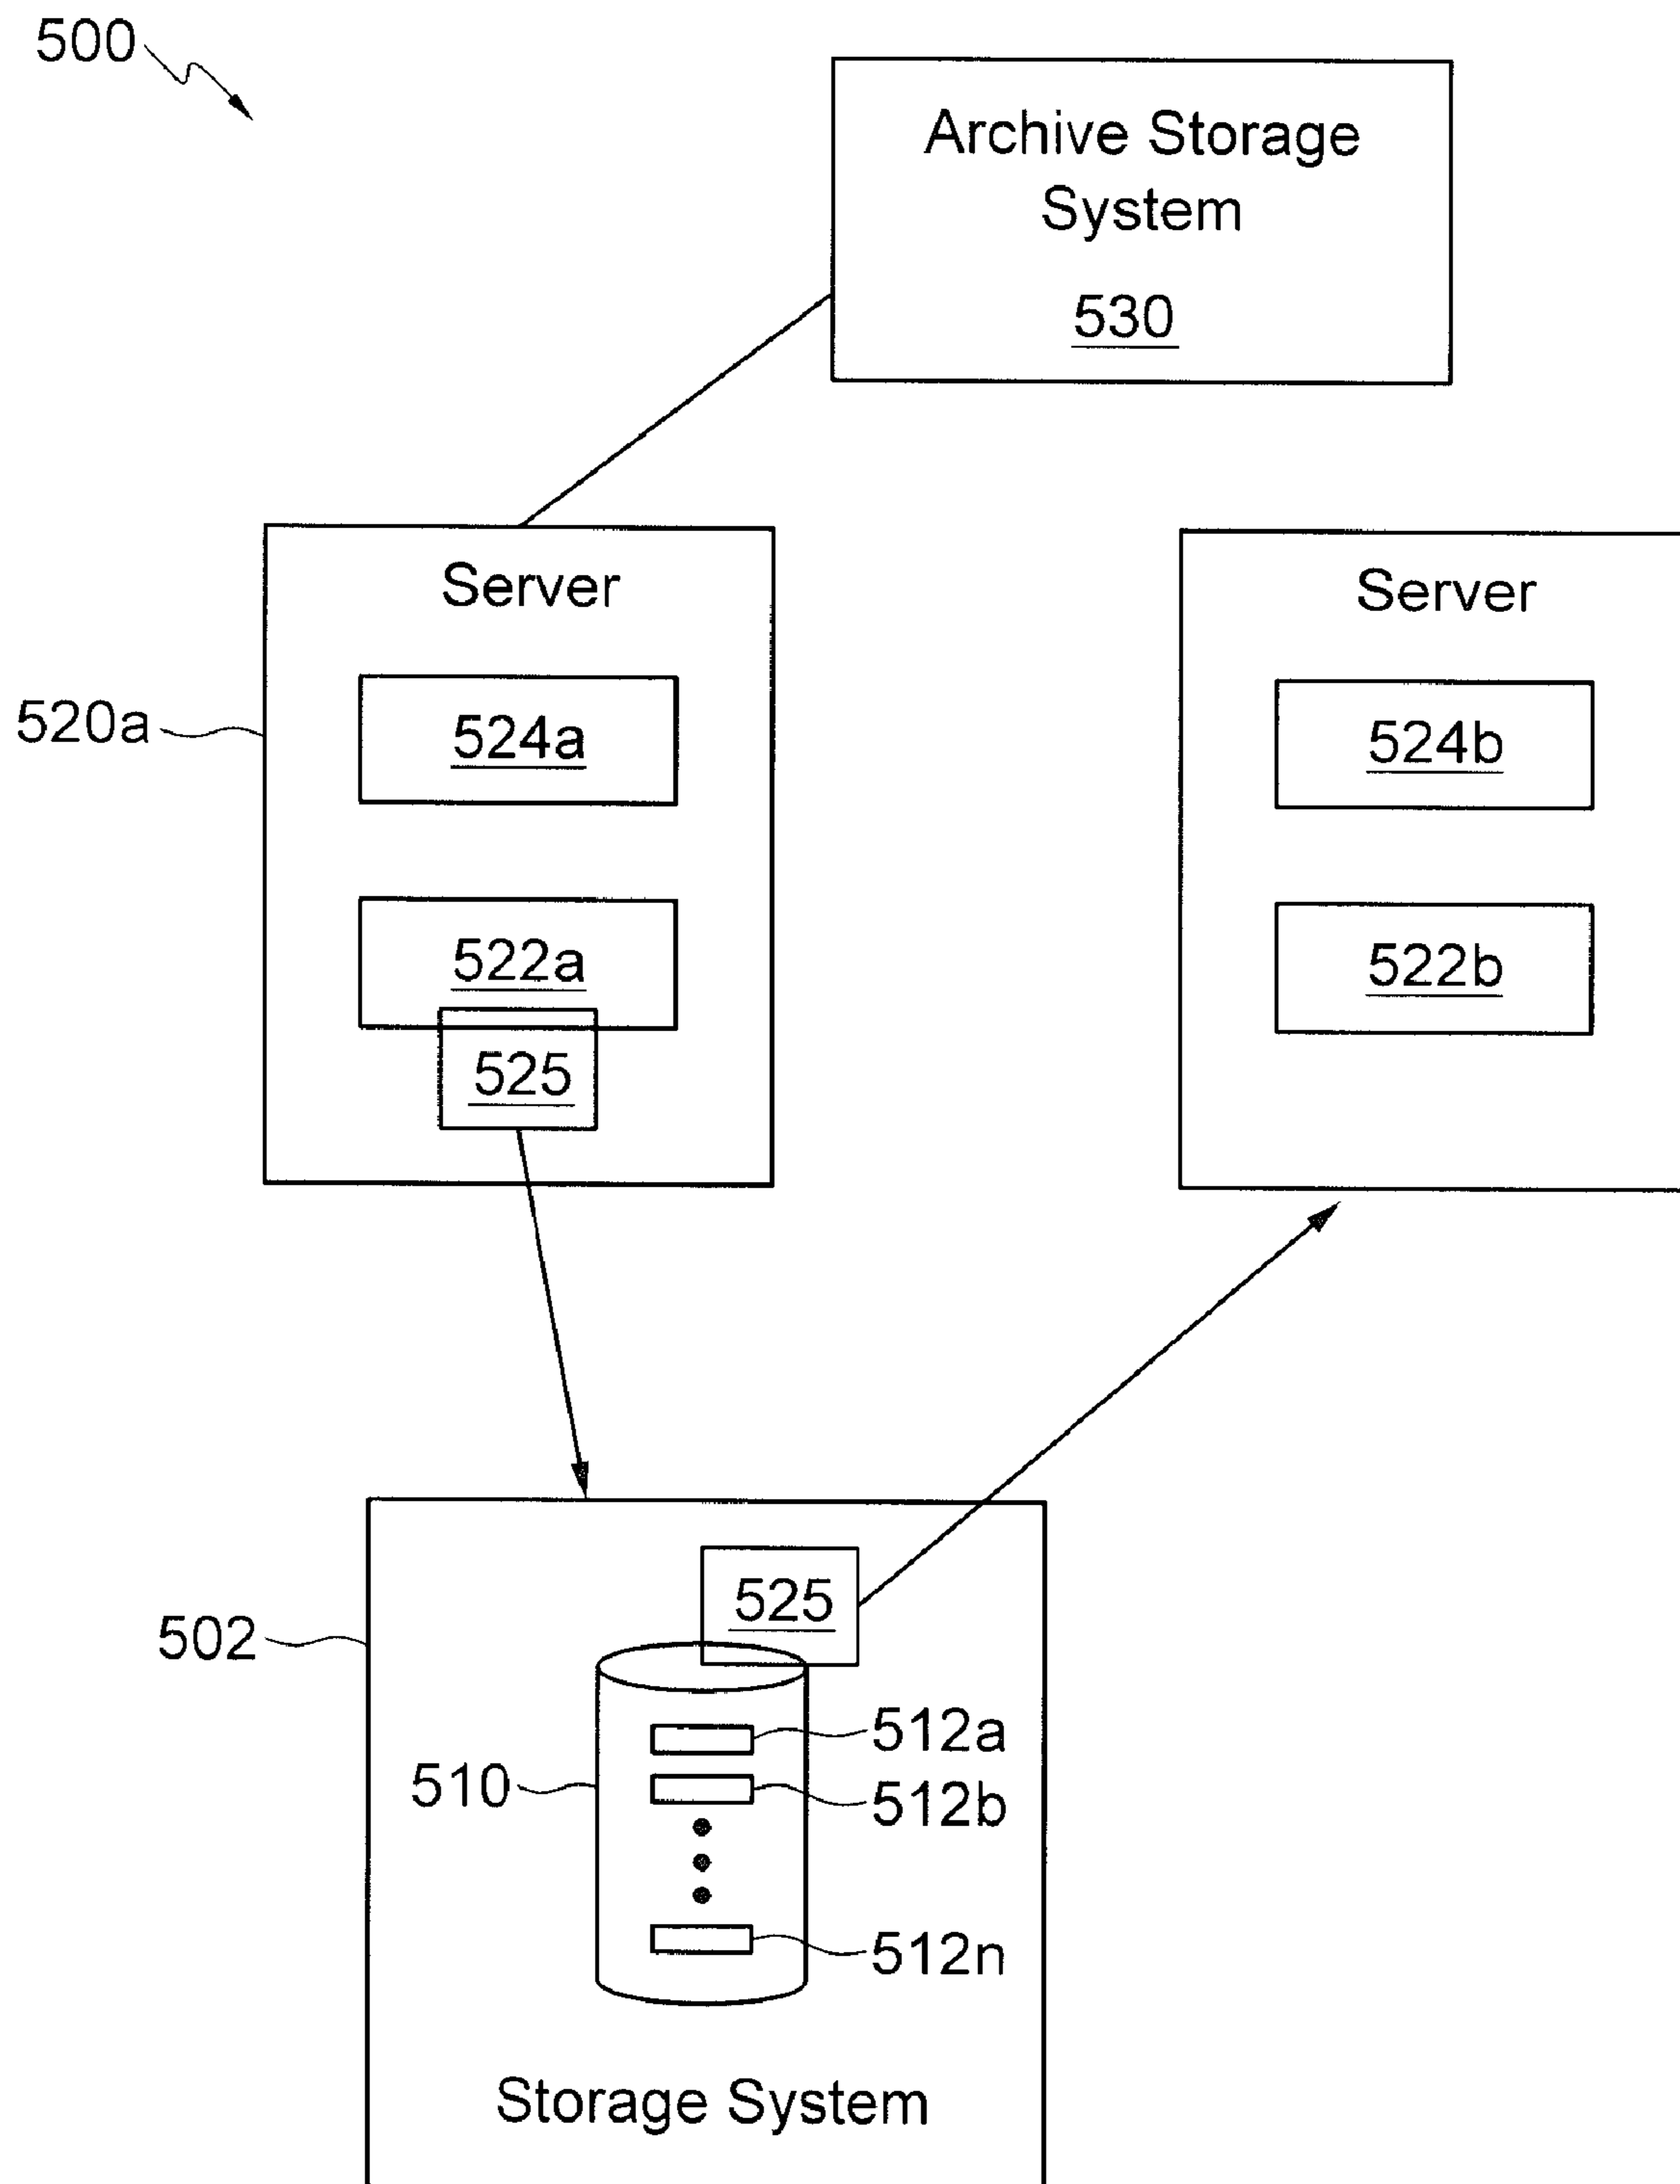 500
Archive Storage
System
530
Server
Server
520a
524a
524b
522a
522b
525
525
502
512a
510
512b
512n
Storage System